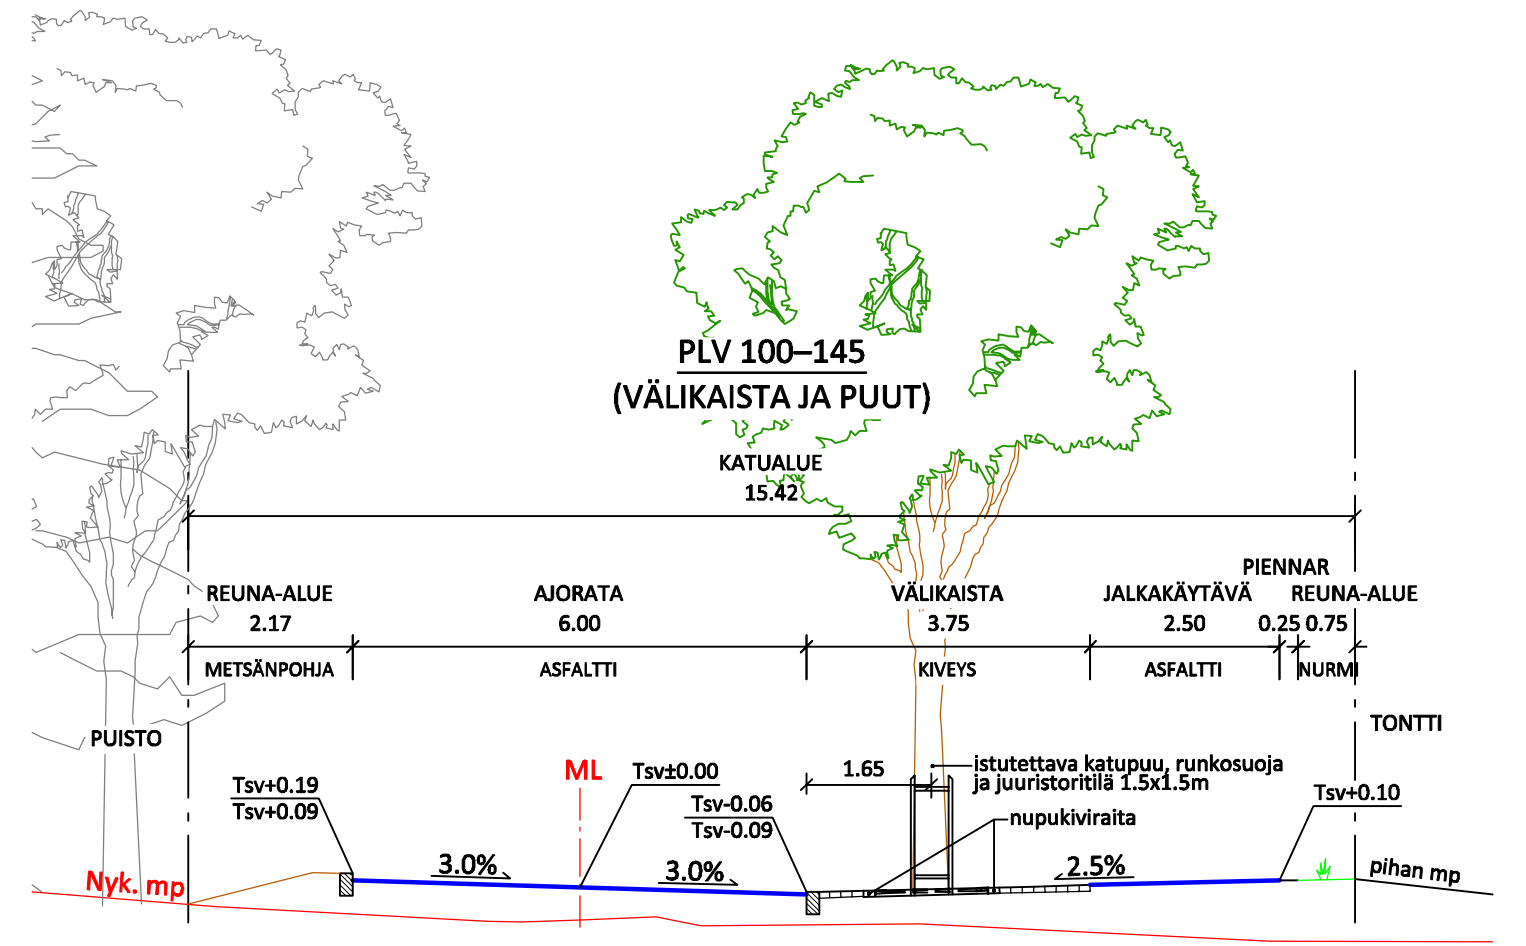 PLV 100–145
(VÄLIKAISTA JA PUUT)
KATUALUE
15.42
PIENNAR
REUNA-ALUE AJORATA VÄLIKAISTA JALKAKÄYTÄVÄ REUNA-ALUE
2.17 6.00 3.75 2.50 0.25 0.75
METSÄNPOHJA ASFALTTI KIVEYS ASFALTTI NURMI
PUISTO
TONTTI
ML
Tsv+0.19
Tsv+0.09
Tsv±0.00
Tsv-0.06
Tsv-0.09
1.65
istutettava katupuu, runkosuoja
ja juuristoritilä 1.5x1.5m
nupukiviraita
Tsv+0.10
Nyk. mp
3.0%
3.0%
2.5%
pihan mp